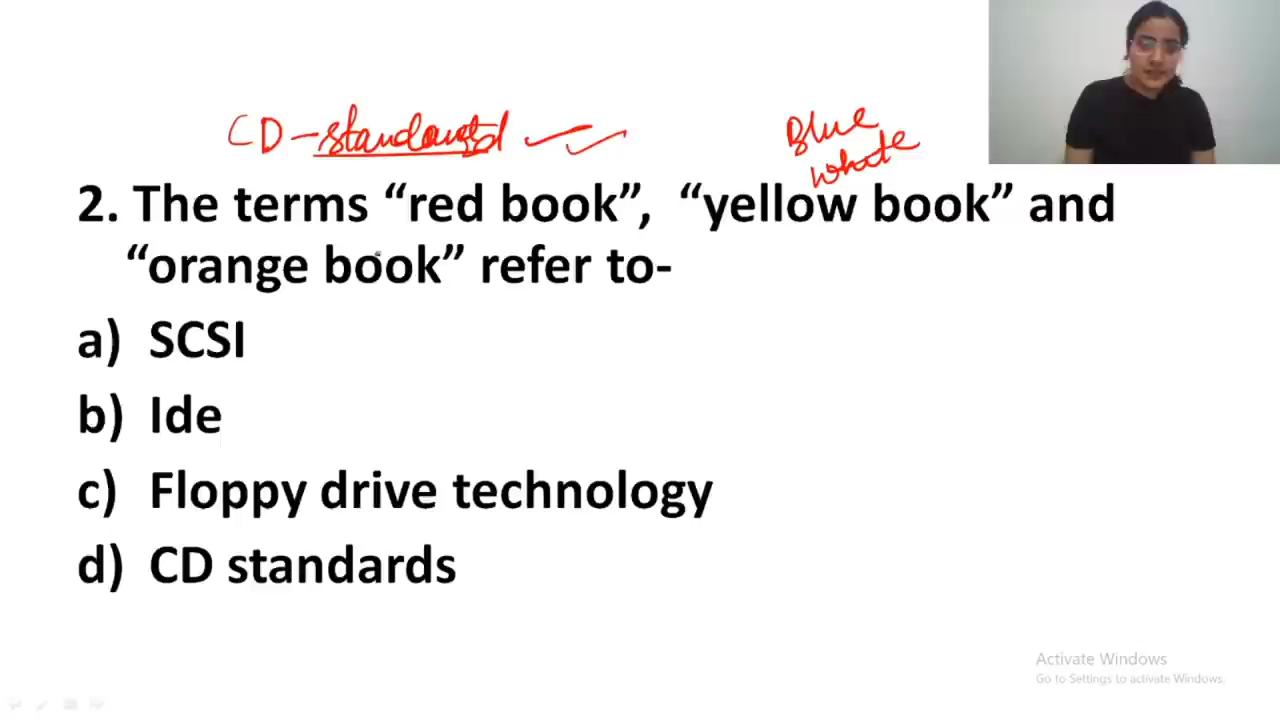 CD - standard
Blue
white
2. The terms “red book”, “yellow book” and
“orange book” refer to-
a) SCSI
b) Ide
c) Floppy drive technology
d) CD standards
Activate Windows
Go to Settings to activate Windows.